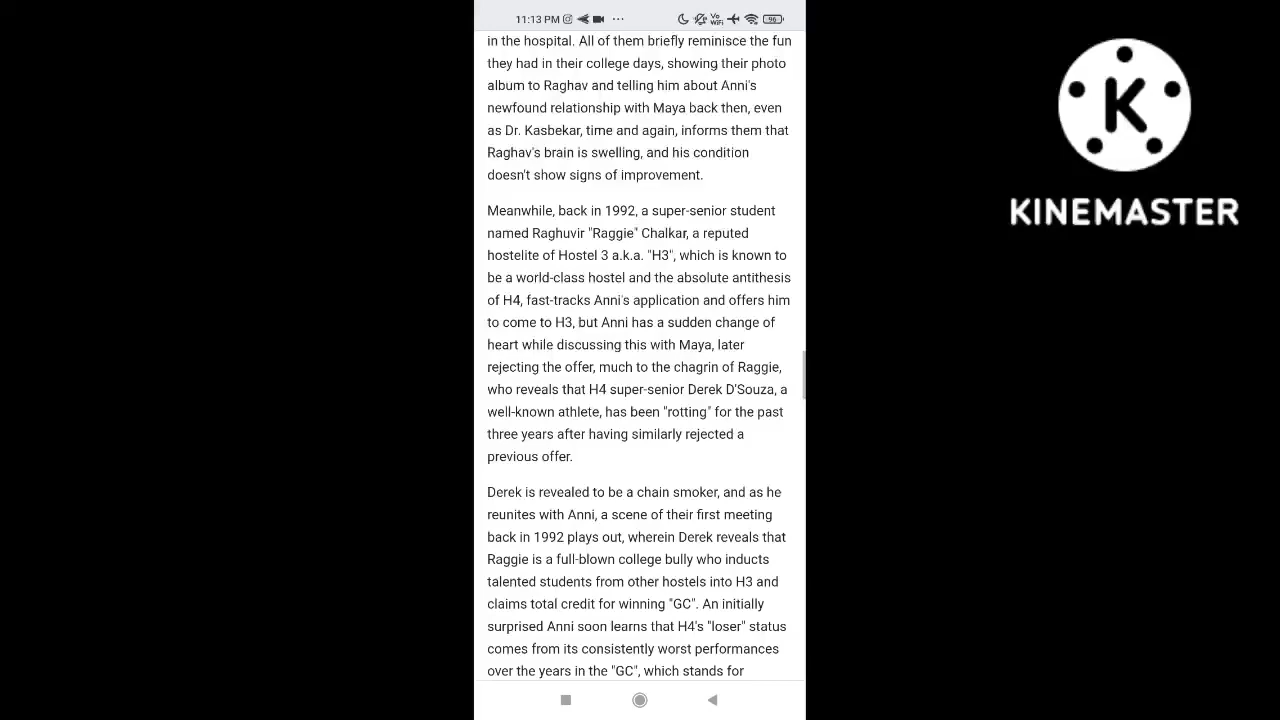 11:13 PM
Vo
WiFi
96
in the hospital. All of them briefly reminisce the fun
they had in their college days, showing their photo
album to Raghav and telling him about Anni's
newfound relationship with Maya back then, even
as Dr. Kasbekar, time and again, informs them that
Raghav's brain is swelling, and his condition
doesn't show signs of improvement.
Meanwhile, back in 1992, a super-senior student
named Raghuvir "Raggie" Chalkar, a reputed
hostelite of Hostel 3 a.k.a. "H3", which is known to
be a world-class hostel and the absolute antithesis
of H4, fast-tracks Anni's application and offers him
to come to H3, but Anni has a sudden change of
heart while discussing this with Maya, later
rejecting the offer, much to the chagrin of Raggie,
who reveals that H4 super-senior Derek D'Souza, a
well-known athlete, has been "rotting" for the past
three years after having similarly rejected a
previous offer.
Derek is revealed to be a chain smoker, and as he
reunites with Anni, a scene of their first meeting
back in 1992 plays out, wherein Derek reveals that
Raggie is a full-blown college bully who inducts
talented students from other hostels into H3 and
claims total credit for winning "GC". An initially
surprised Anni soon learns that H4's "loser" status
comes from its consistently worst performances
over the years in the "GC", which stands for
K
KINEMASTER